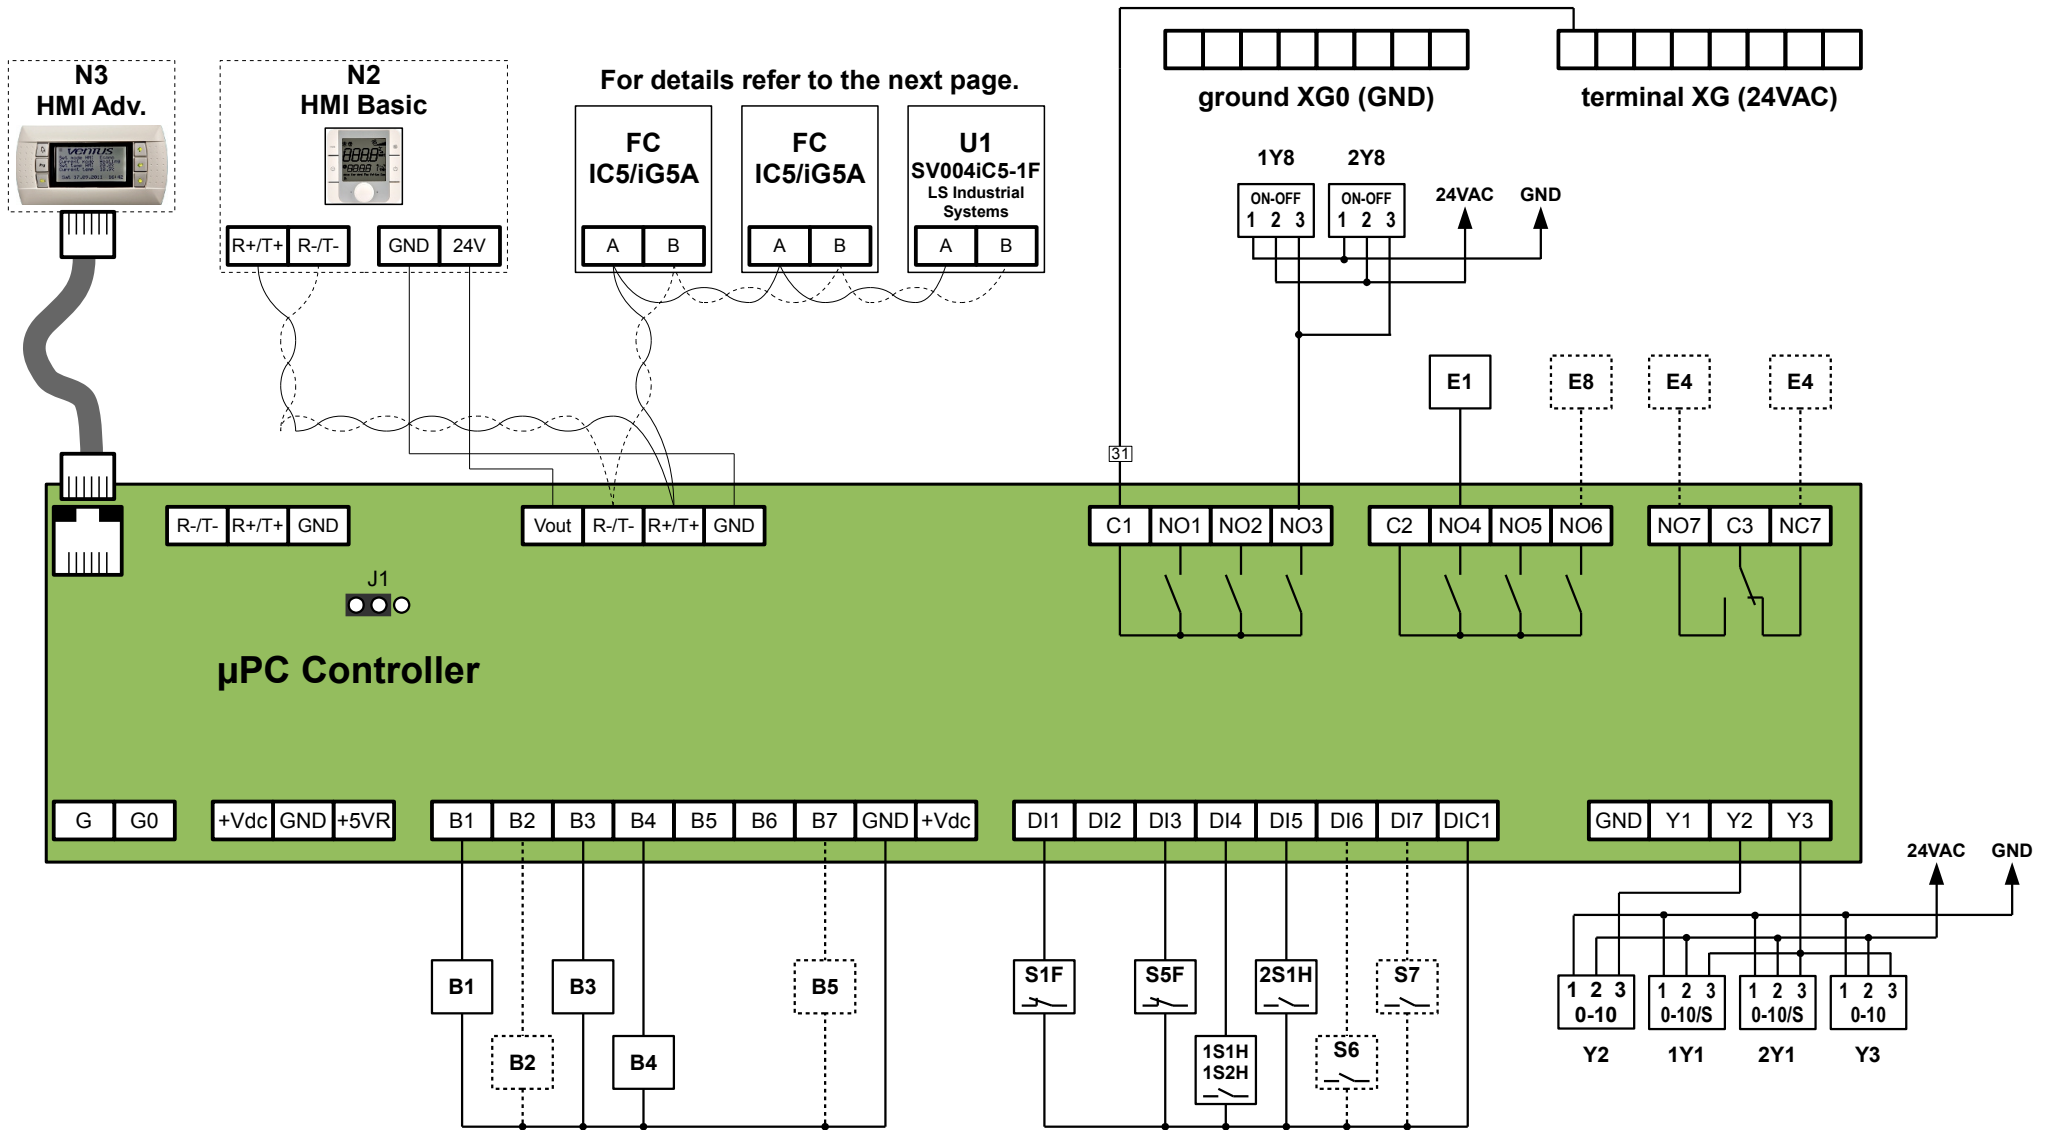 N3
HMI Adv.
VENTUS
N2
HMI Basic
R+/T+ R-/T- GND 24V
For details refer to the next page.
FC
IC5/iG5A
A B
FC
IC5/iG5A
A B
U1
SV004iC5-1F
LS Industrial
Systems
A B
ground XG0 (GND)
terminal XG (24VAC)
1Y8 2Y8
ON-OFF
1 2 3
ON-OFF
1 2 3
24VAC GND
E1 E8 E4 E4
31
R-/T- R+/T+ GND
Vout R-/T- R+/T+ GND
C1 NO1 NO2 NO3
C2 NO4 NO5 NO6
NO7 C3 NC7
J1
µPC Controller
G G0
+Vdc GND +5VR
B1 B2 B3 B4 B5 B6 B7 GND +Vdc
DI1 DI2 DI3 DI4 DI5 DI6 DI7 DIC1
GND Y1 Y2 Y3
24VAC GND
B1 B3 B5
B2 B4
S1F S5F 2S1H S7
1S1H
1S2H
S6
1 2 3
0-10
1 2 3
0-10/S
1 2 3
0-10/S
1 2 3
0-10
Y2 1Y1 2Y1 Y3